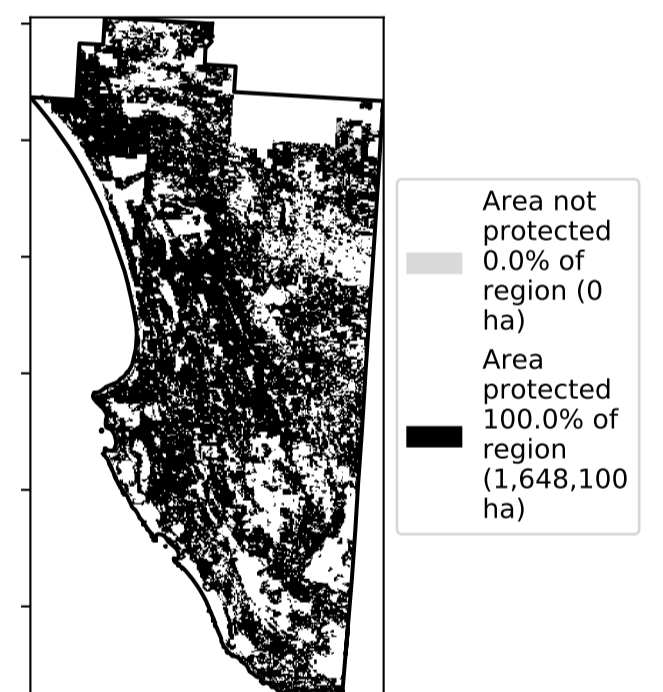 Area not
protected
0.0% of
region (0
ha)
Area
protected
100.0% of
region
(1,648,100
ha)